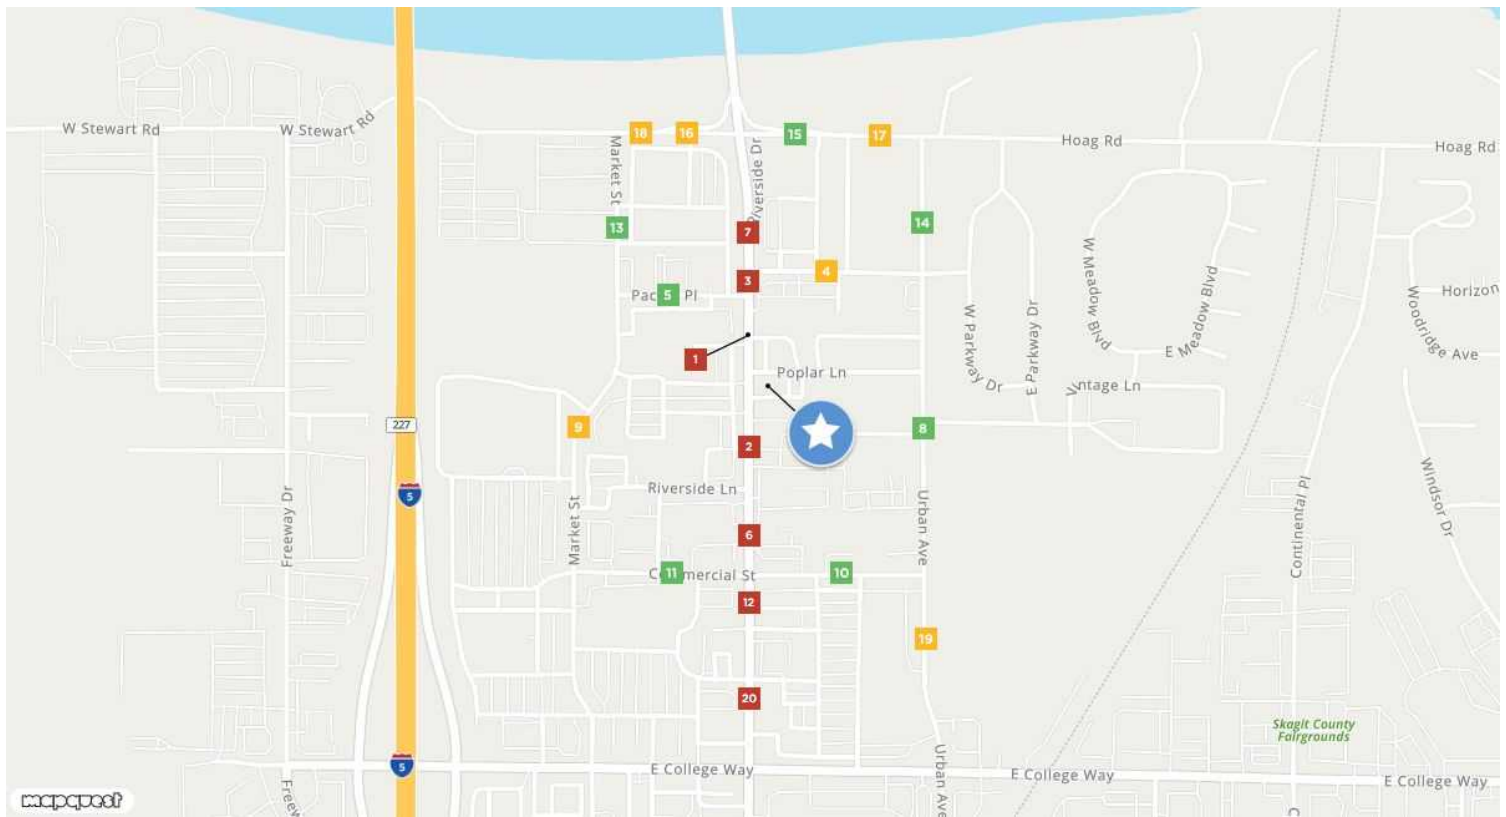 W Stewart Rd
W Stewart Rd
18
16
15
17
Hoag Rd
Hoag Rd
Market St
Riverside Dr
13
7
14
4
3
Pac
5
Pl
W Meadow Blvd
E Meadow Blvd
Horizon
Woodridge Ave
1
Poplar Ln
W Parkway Dr
E Parkway Dr
Vintage Ln
227
9
2
8
5
Freeway Dr
Market St
Riverside Ln
Urban Ave
Continental Pl
Windsor Dr
6
11
Commercial St
10
12
19
20
Skagit County
Fairgrounds
5
E College Way
E College Way
E College Way
Urban Ave
Freew
C
mapquest